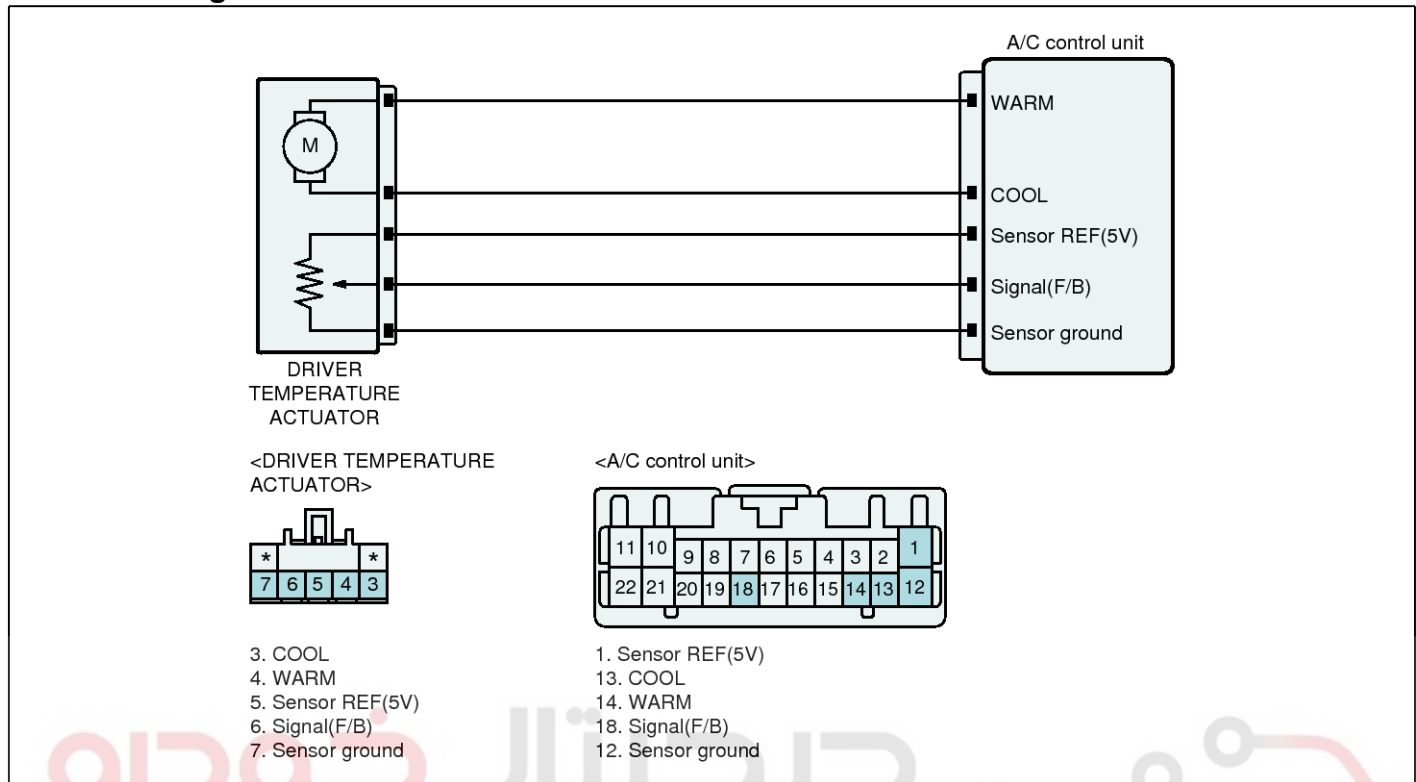 A/C control unit
WARM
M
COOL
Sensor REF(5V)
Signal(F/B)
Sensor ground
DRIVER
TEMPERATURE
ACTUATOR
<DRIVER TEMPERATURE
ACTUATOR>
* *
7 6 5 4 3
3. COOL
4. WARM
5. Sensor REF(5V)
6. Signal(F/B)
7. Sensor ground
<A/C control unit>
11 10 9 8 7 6 5 4 3 2 1
22 21 20 19 18 17 16 15 14 13 12
1. Sensor REF(5V)
13. COOL
14. WARM
18. Signal(F/B)
12. Sensor ground